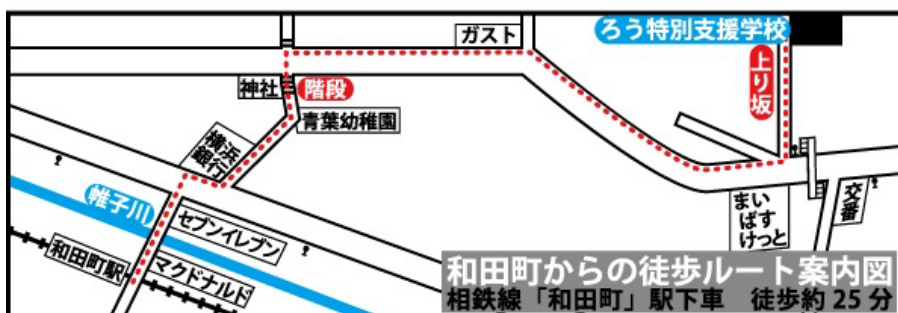 ガスト
ろう特別支援学校
上り坂
神社
階段
青葉幼稚園
横浜
銀行
帷子川
セブンイレブン
まい
ばす
けっと
交番
和田町駅
マクドナルド
和田町からの徒歩ルート案内図
相鉄線「和田町」駅下車 徒歩約 25 分